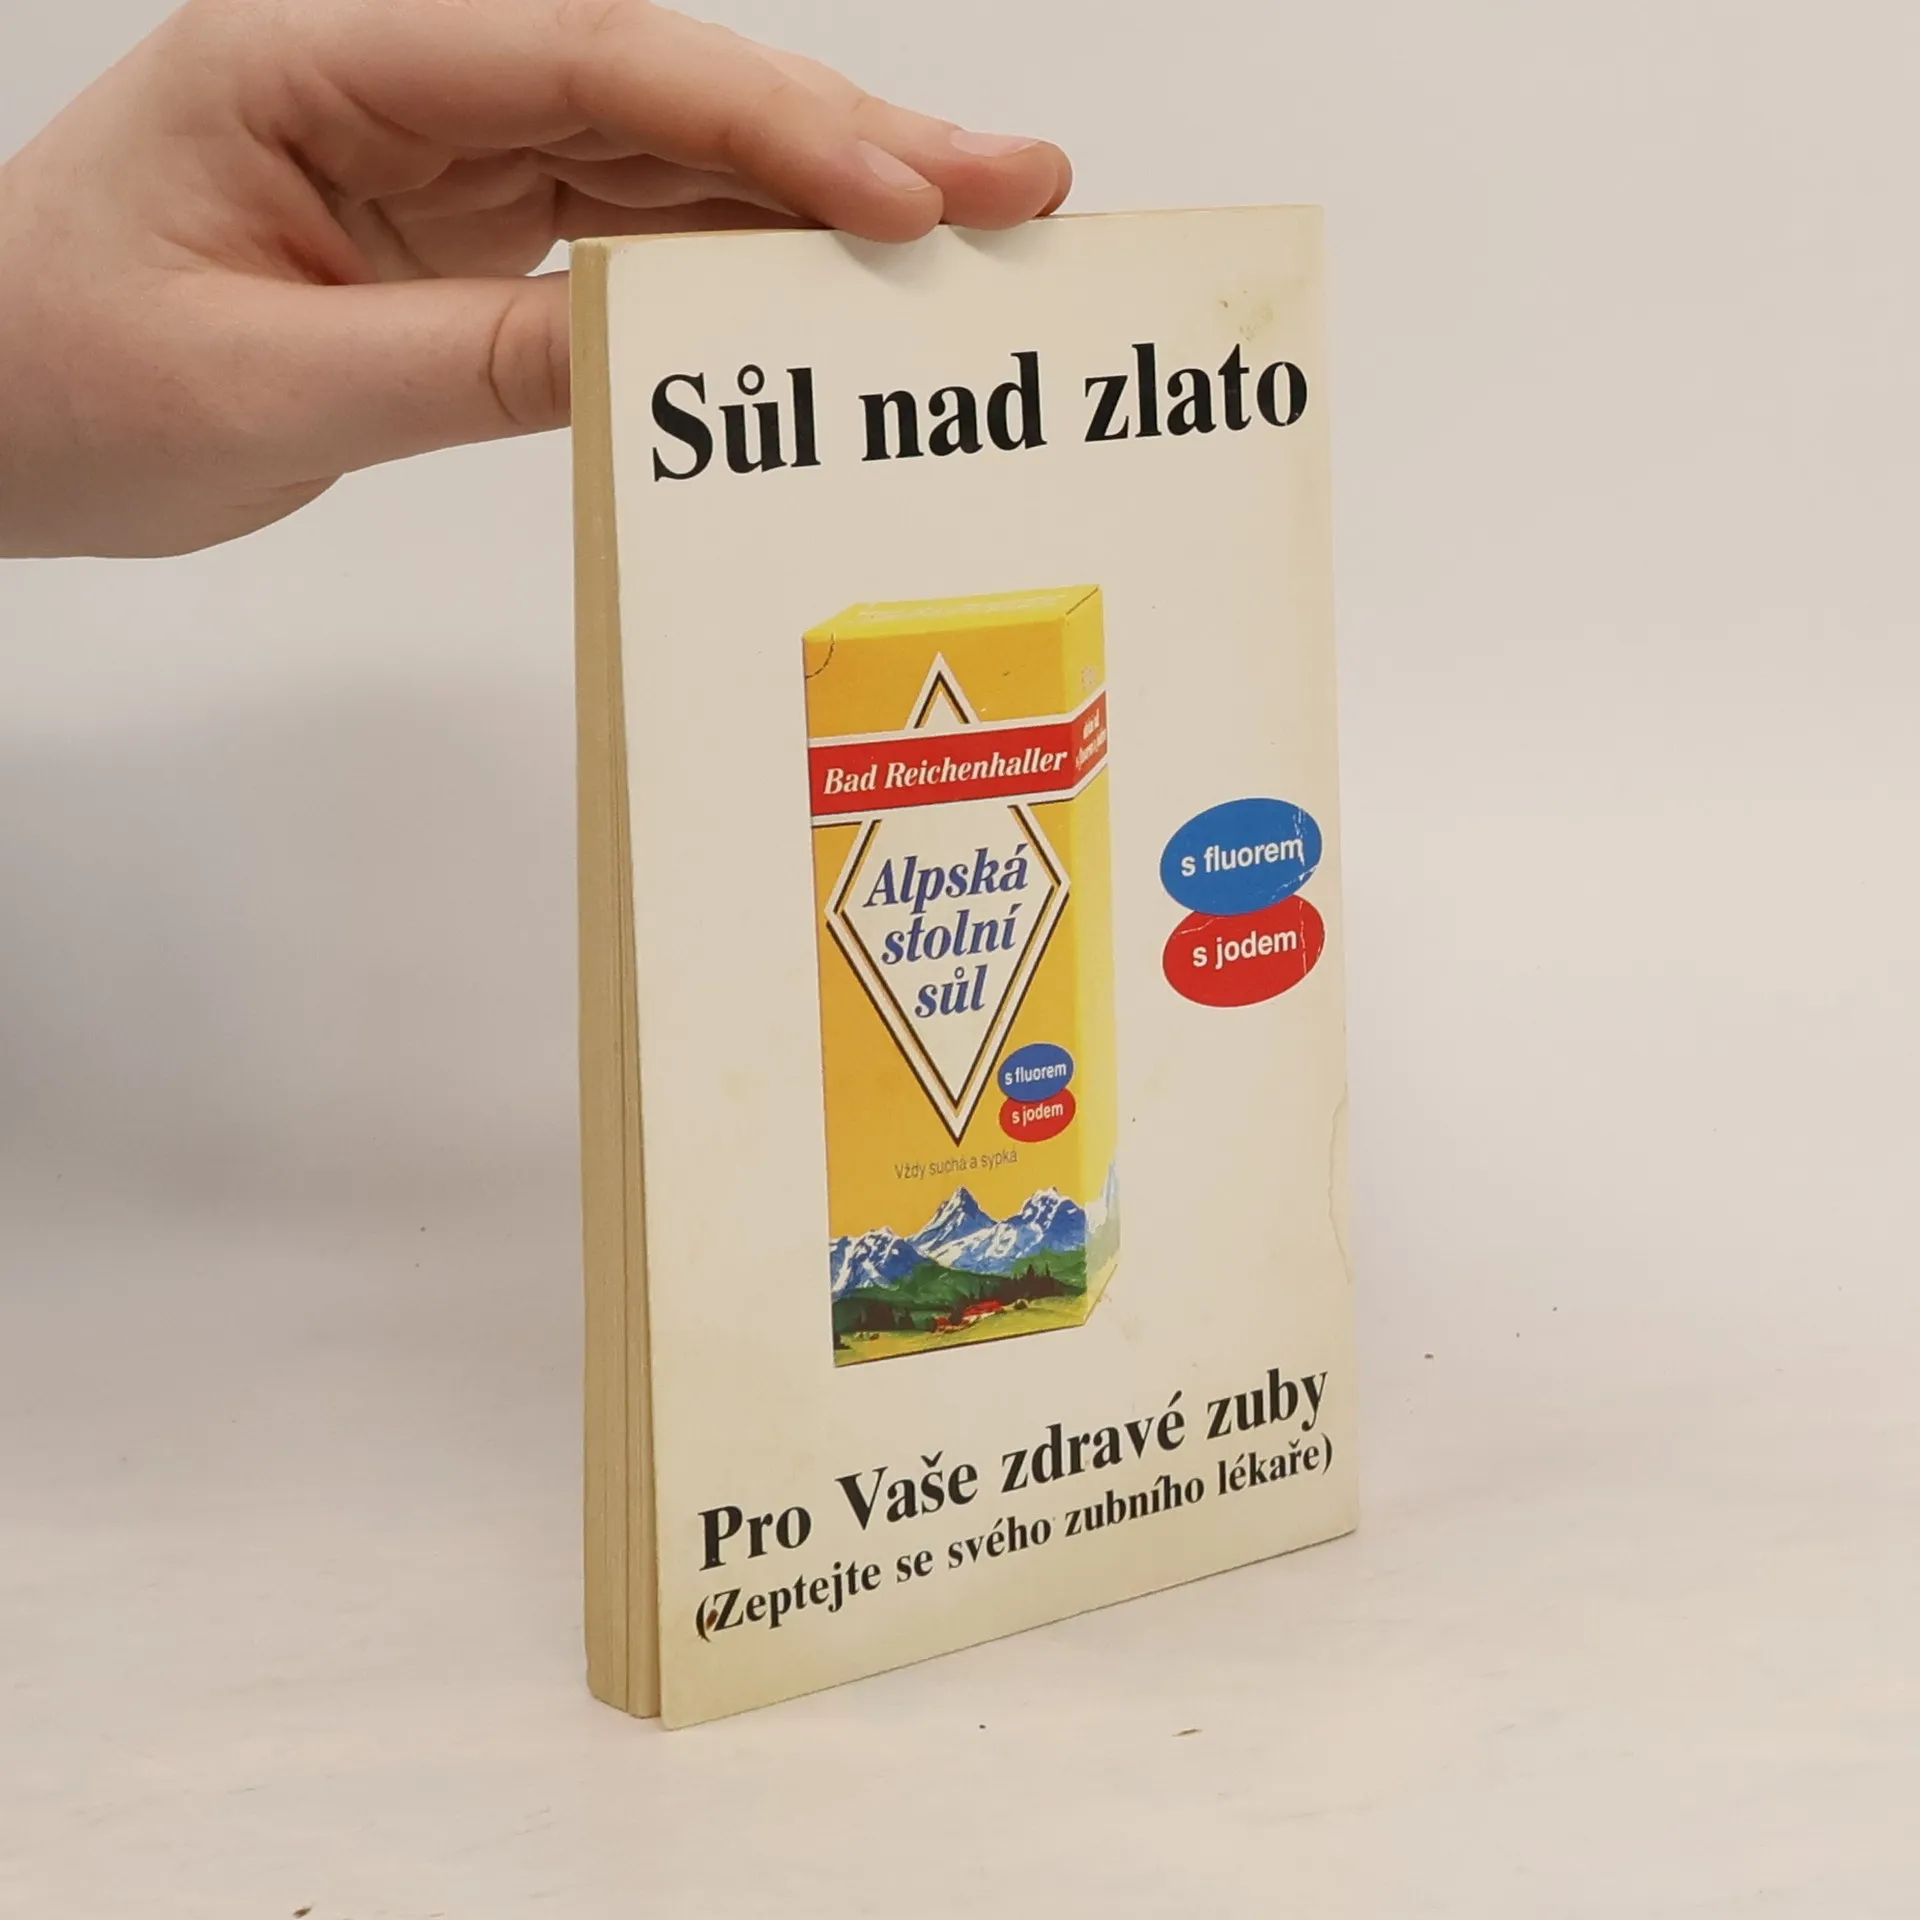 Sůl nad zlato
Bad Reichenhaller
Alpská
stolní
sůl
s fluorem
s jodem
Vždy suchá a sypká
s fluorem
s jodem
Pro Vaše zdravé zuby
(Zeptejte se svého zubního lékaře)